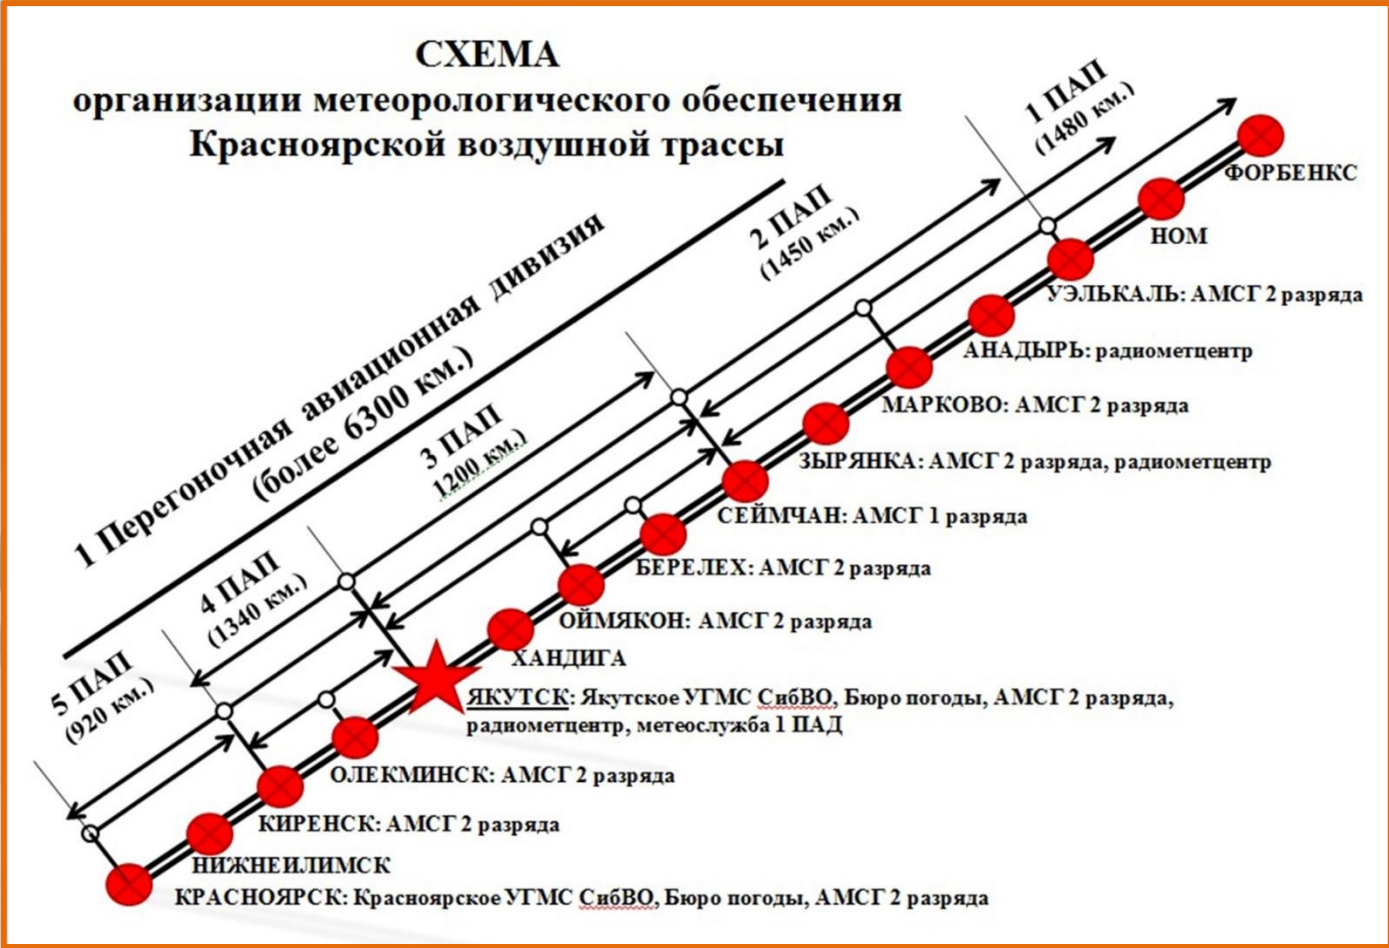 СХЕМА
организации метеорологического обеспечения
Красноярской воздушной трассы
1 Перегоночная авиационная дивизия
(более 6300 км.)
1 ПАП
(1480 км.)
2 ПАП
(1450 км.)
3 ПАП
1200 км.)
4 ПАП
(1340 км.)
5 ПАП
(920 км.)
ФОРБЕНКС
НОМ
УЭЛЬКАЛЬ: АМСГ 2 разряда
АНАДЫРЬ: радиометцентр
МАРКОВО: АМСГ 2 разряда
ЗЫРЯНКА: АМСГ 2 разряда, радиометцентр
СЕЙМЧАН: АМСГ 1 разряда
БЕРЕЛЕХ: АМСГ 2 разряда
ОЙМЯКОН: АМСГ 2 разряда
ХАНДИГА
ЯКУТСК: Якутское УГМС СибВО, Бюро погоды, АМСГ 2 разряда,
радиометцентр, метеослужба 1 ПАД
ОЛЕКМИНСК: АМСГ 2 разряда
КИРЕНСК: АМСГ 2 разряда
НИЖНЕИЛИМСК
КРАСНОЯРСК: Красноярское УГМС СибВО, Бюро погоды, АМСГ 2 разряда